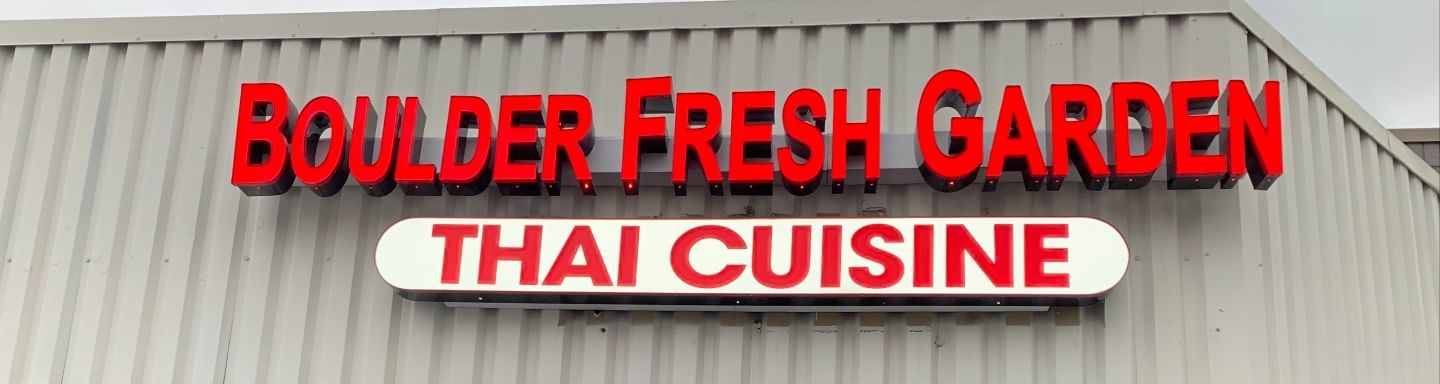 BOULDER FRESH GARDEN
THAI CUISINE